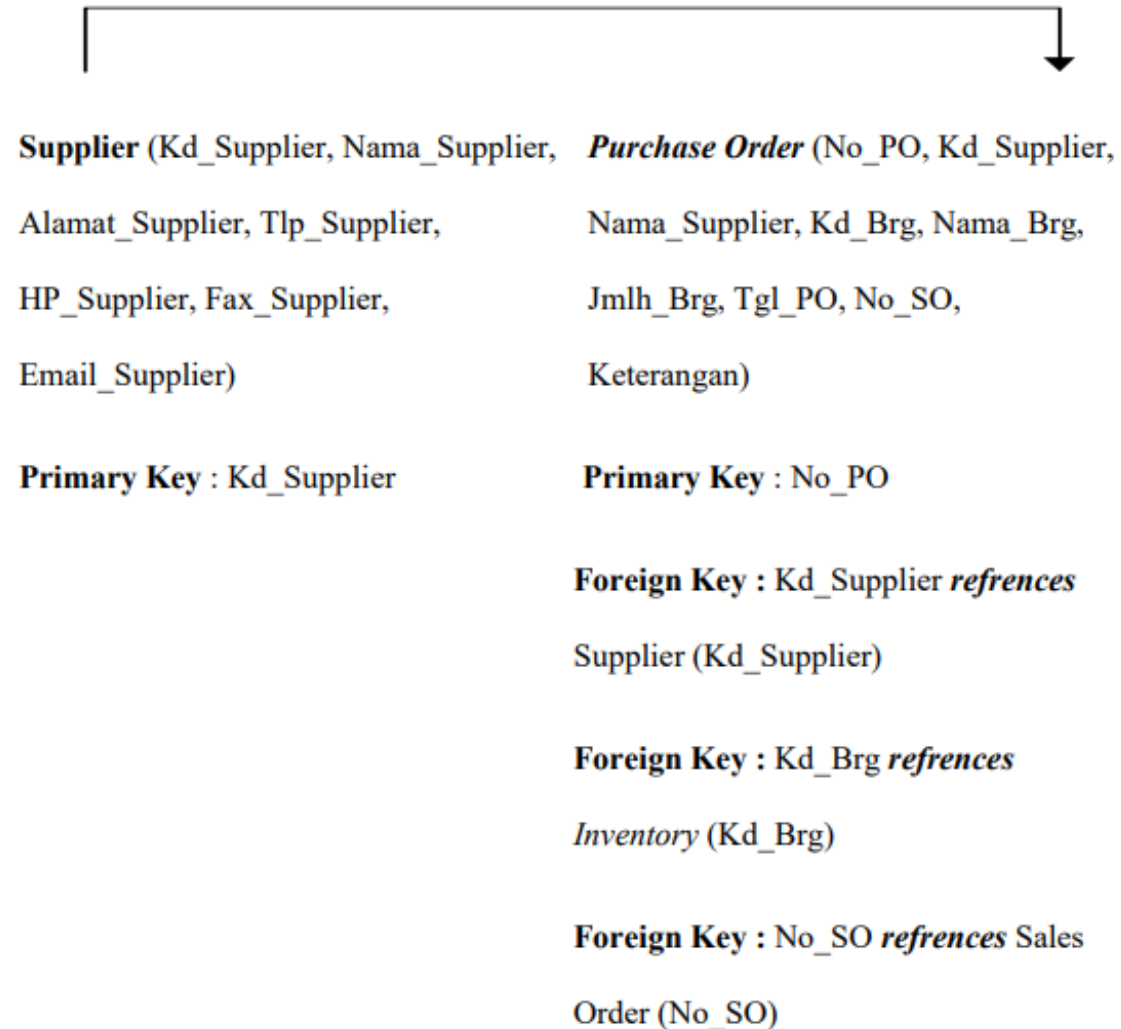 Supplier (Kd_Supplier, Nama_Supplier,
Alamat_Supplier, Tlp_Supplier,
HP_Supplier, Fax_Supplier,
Email_Supplier)
Primary Key : Kd_Supplier
Purchase Order (No_PO, Kd_Supplier,
Nama_Supplier, Kd_Brg, Nama_Brg,
Jmlh_Brg, Tgl_PO, No_SO,
Keterangan)
Primary Key : No_PO
Foreign Key : Kd_Supplier refrences
Supplier (Kd_Supplier)
Foreign Key : Kd_Brg refrences
Inventory (Kd_Brg)
Foreign Key : No_SO refrences Sales
Order (No_SO)